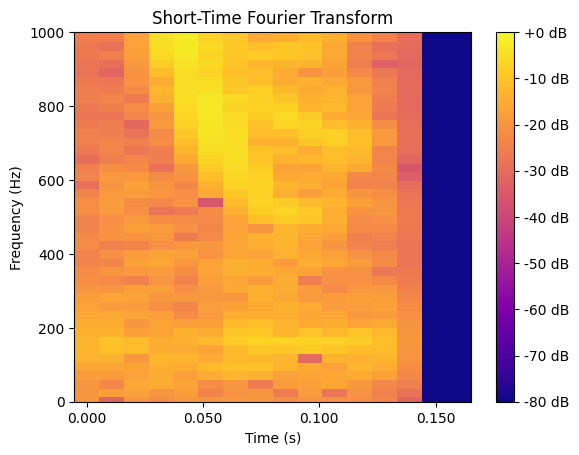 Short-Time Fourier Transform
1000
800
600
400
200
0
Frequency (Hz)
0.000
0.050
0.100
0.150
Time (s)
+0 dB
-10 dB
-20 dB
-30 dB
-40 dB
-50 dB
-60 dB
-70 dB
-80 dB